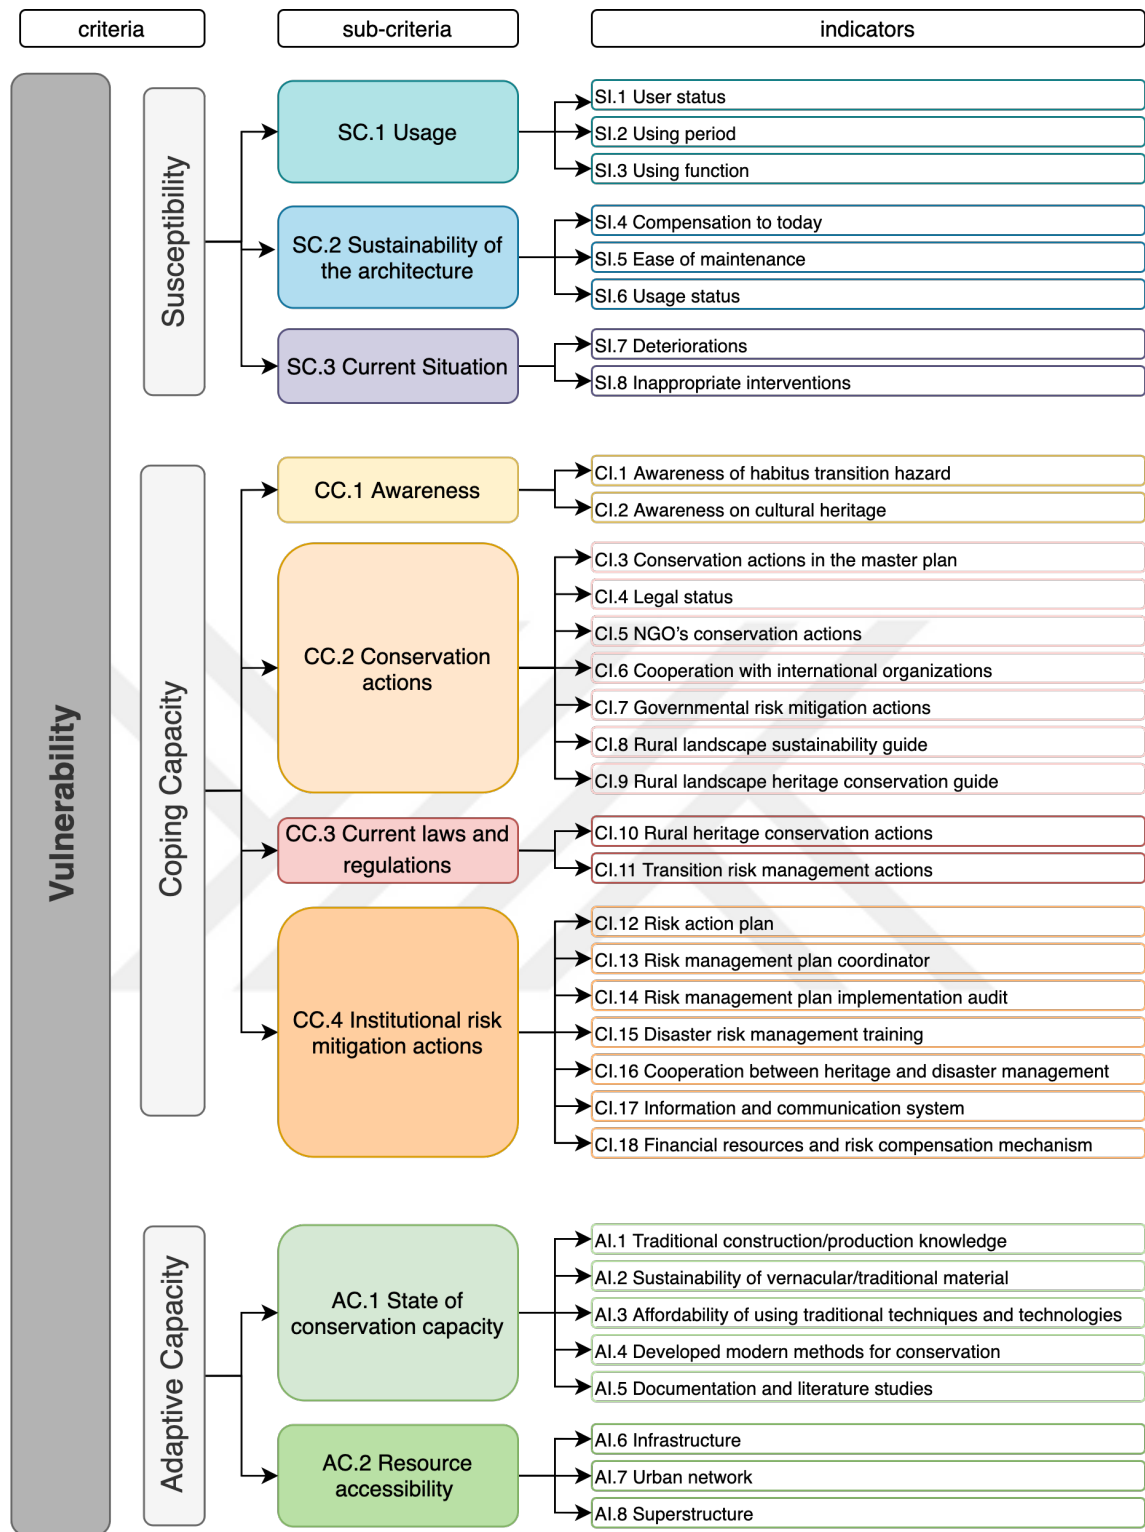 criteria
sub-criteria
indicators
Vulnerability
Susceptibility
SC.1 Usage
SI.1 User status
SI.2 Using period
SI.3 Using function
SC.2 Sustainability of
the architecture
SI.4 Compensation to today
SI.5 Ease of maintenance
SI.6 Usage status
SC.3 Current Situation
SI.7 Deteriorations
SI.8 Inappropriate interventions
Coping Capacity
CC.1 Awareness
CI.1 Awareness of habitus transition hazard
CI.2 Awareness on cultural heritage
CC.2 Conservation
actions
CI.3 Conservation actions in the master plan
CI.4 Legal status
CI.5 NGO's conservation actions
CI.6 Cooperation with international organizations
CI.7 Governmental risk mitigation actions
CI.8 Rural landscape sustainability guide
CI.9 Rural landscape heritage conservation guide
CC.3 Current laws and
regulations
CI.10 Rural heritage conservation actions
CI.11 Transition risk management actions
CC.4 Institutional risk
mitigation actions
CI.12 Risk action plan
CI.13 Risk management plan coordinator
CI.14 Risk management plan implementation audit
CI.15 Disaster risk management training
CI.16 Cooperation between heritage and disaster management
CI.17 Information and communication system
CI.18 Financial resources and risk compensation mechanism
Adaptive Capacity
AC.1 State of
conservation capacity
AI.1 Traditional construction/production knowledge
AI.2 Sustainability of vernacular/traditional material
AI.3 Affordability of using traditional techniques and technologies
AI.4 Developed modern methods for conservation
AI.5 Documentation and literature studies
AC.2 Resource
accessibility
AI.6 Infrastructure
AI.7 Urban network
AI.8 Superstructure